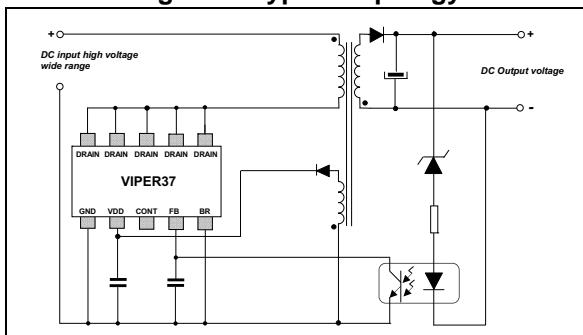 +
DC input high voltage
wide range
+
DC Output voltage
-
DRAIN DRAIN DRAIN DRAIN DRAIN
VIPER37
GND VDD CONT FB BR